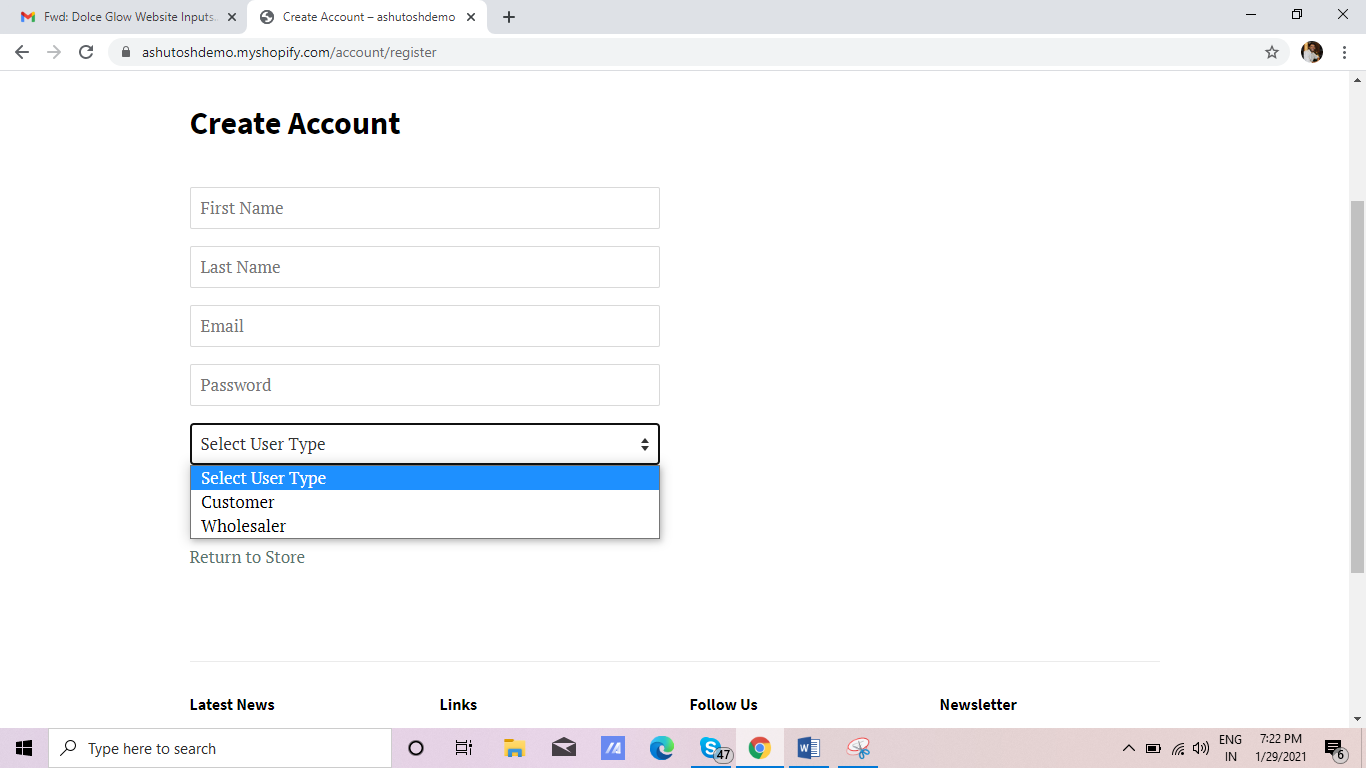 Fwd: Dolce Glow Website Inputs.
Create Account – ashutoshdemo
ashutoshdemo.myshopify.com/account/register
Create Account
First Name
Last Name
Email
Password
Select User Type
Select User Type
Customer
Wholesaler
Return to Store
Latest News
Links
Follow Us
Newsletter
Type here to search
47
ENG
IN
7:22 PM
1/29/2021
6